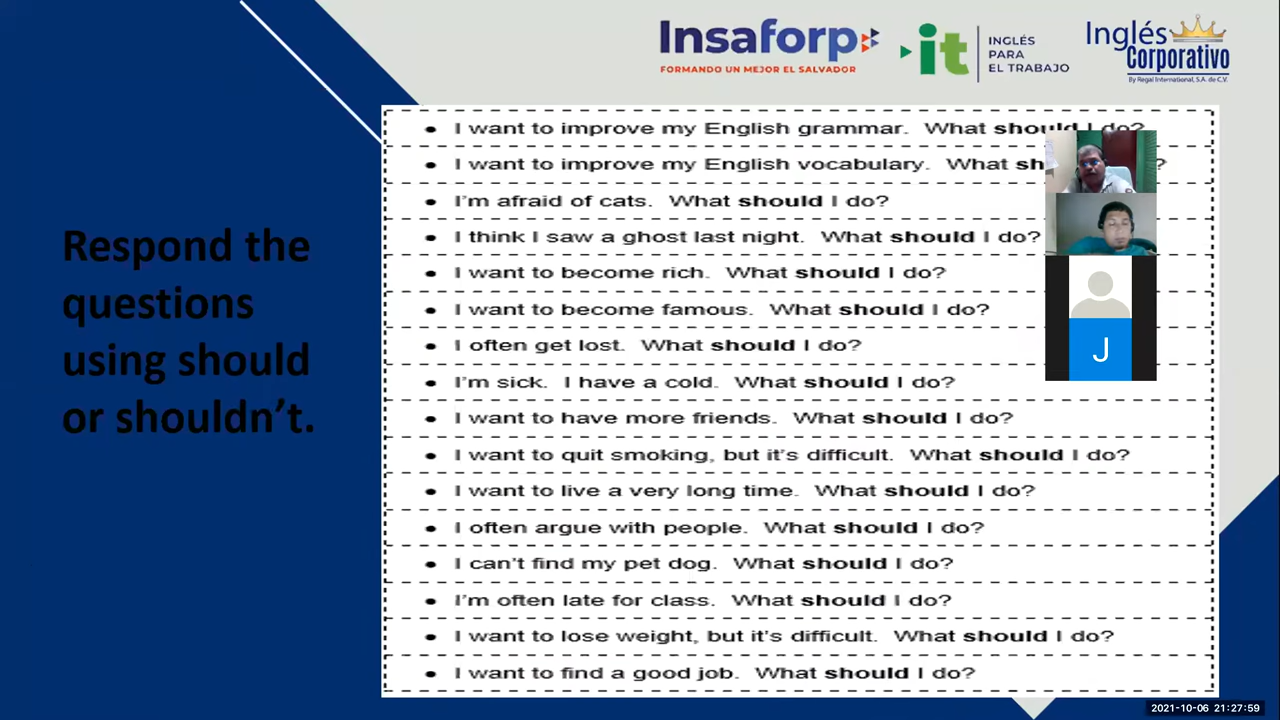 Insaforp
FORMANDO UN MEJOR EL SALVADOR
it
INGLÉS
PARA
EL TRABAJO
Inglés
Corporativo
By Regal International, S.A. de C.V.
Respond the
questions
using should
or shouldn't.
• I want to improve my English grammar. What should I do?
• I want to improve my English vocabulary. What sh ?
• I'm afraid of cats. What should I do?
• I think I saw a ghost last night. What should I do?
• I want to become rich. What should I do?
• I want to become famous. What should I do?
• I often get lost. What should I do?
• I'm sick. I have a cold. What should I do?
• I want to have more friends. What should I do?
• I want to quit smoking, but it's difficult. What should I do?
• I want to live a very long time. What should I do?
• I often argue with people. What should I do?
• I can't find my pet dog. What should I do?
• I'm often late for class. What should I do?
• I want to lose weight, but it's difficult. What should I do?
• I want to find a good job. What should I do?
J
2021-10-06 21:27:59